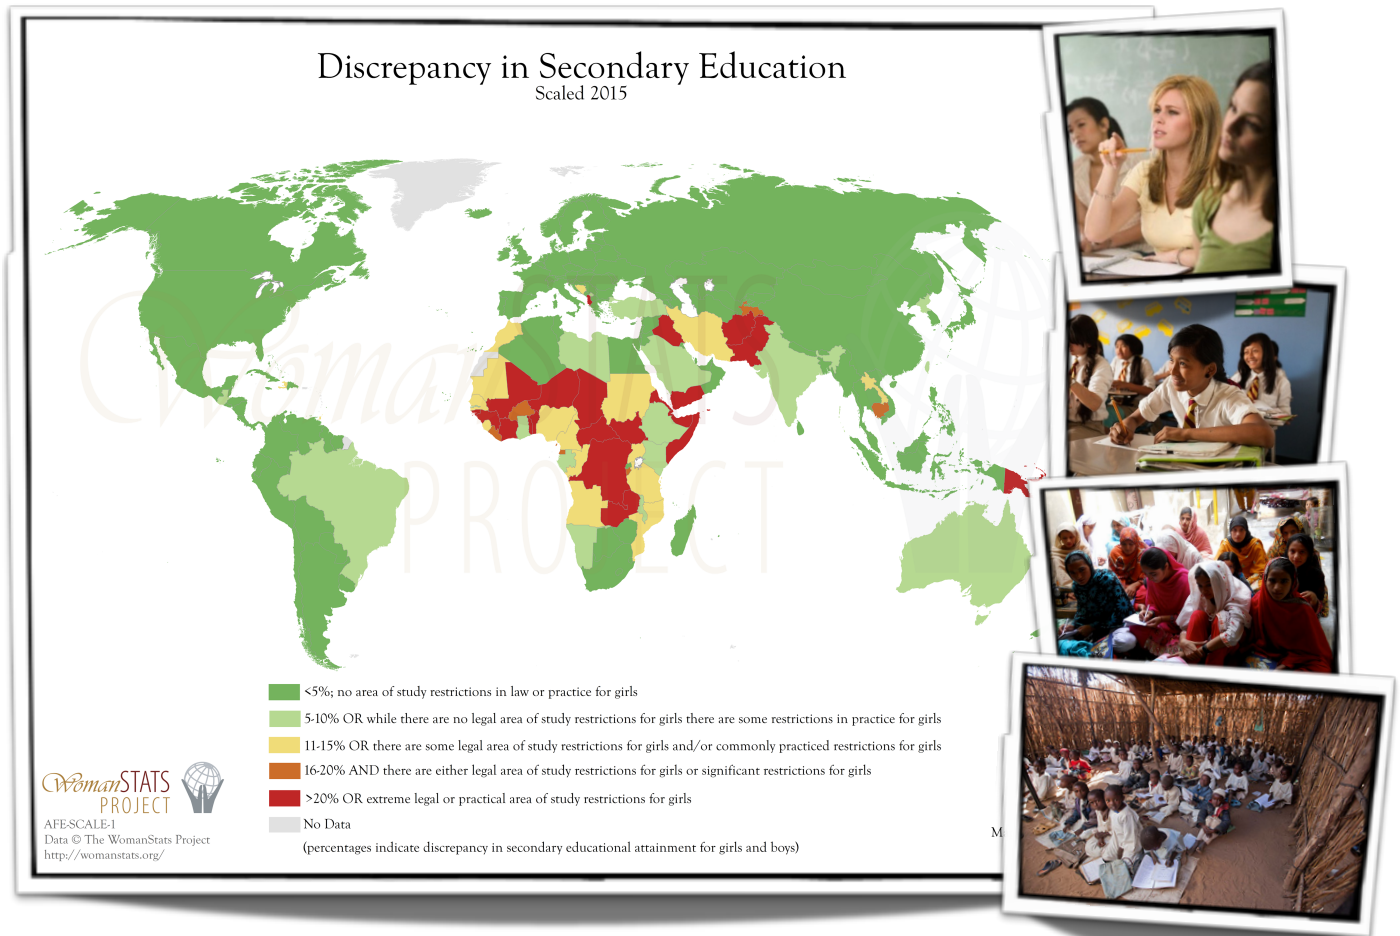 Discrepancy in Secondary Education
Scaled 2015
WomanSTATS
PROJECT
<5%; no area of study restrictions in law or practice for girls
5-10% OR while there are no legal area of study restrictions for girls there are some restrictions in practice for girls
11-15% OR there are some legal area of study restrictions for girls and/or commonly practiced restrictions for girls
16-20% AND there are either legal area of study restrictions for girls or significant restrictions for girls
>20% OR extreme legal or practical area of study restrictions for girls
No Data
(percentages indicate discrepancy in secondary educational attainment for girls and boys)
WomanSTATS
PROJECT
AFE-SCALE-1
Data © The WomanStats Project
http://womanstats.org/